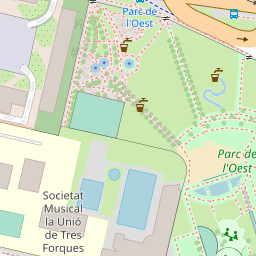 Parc de
l'Oest
Parc de
l'Oest
Societat
Musical
la Unió
de Tres
Forques